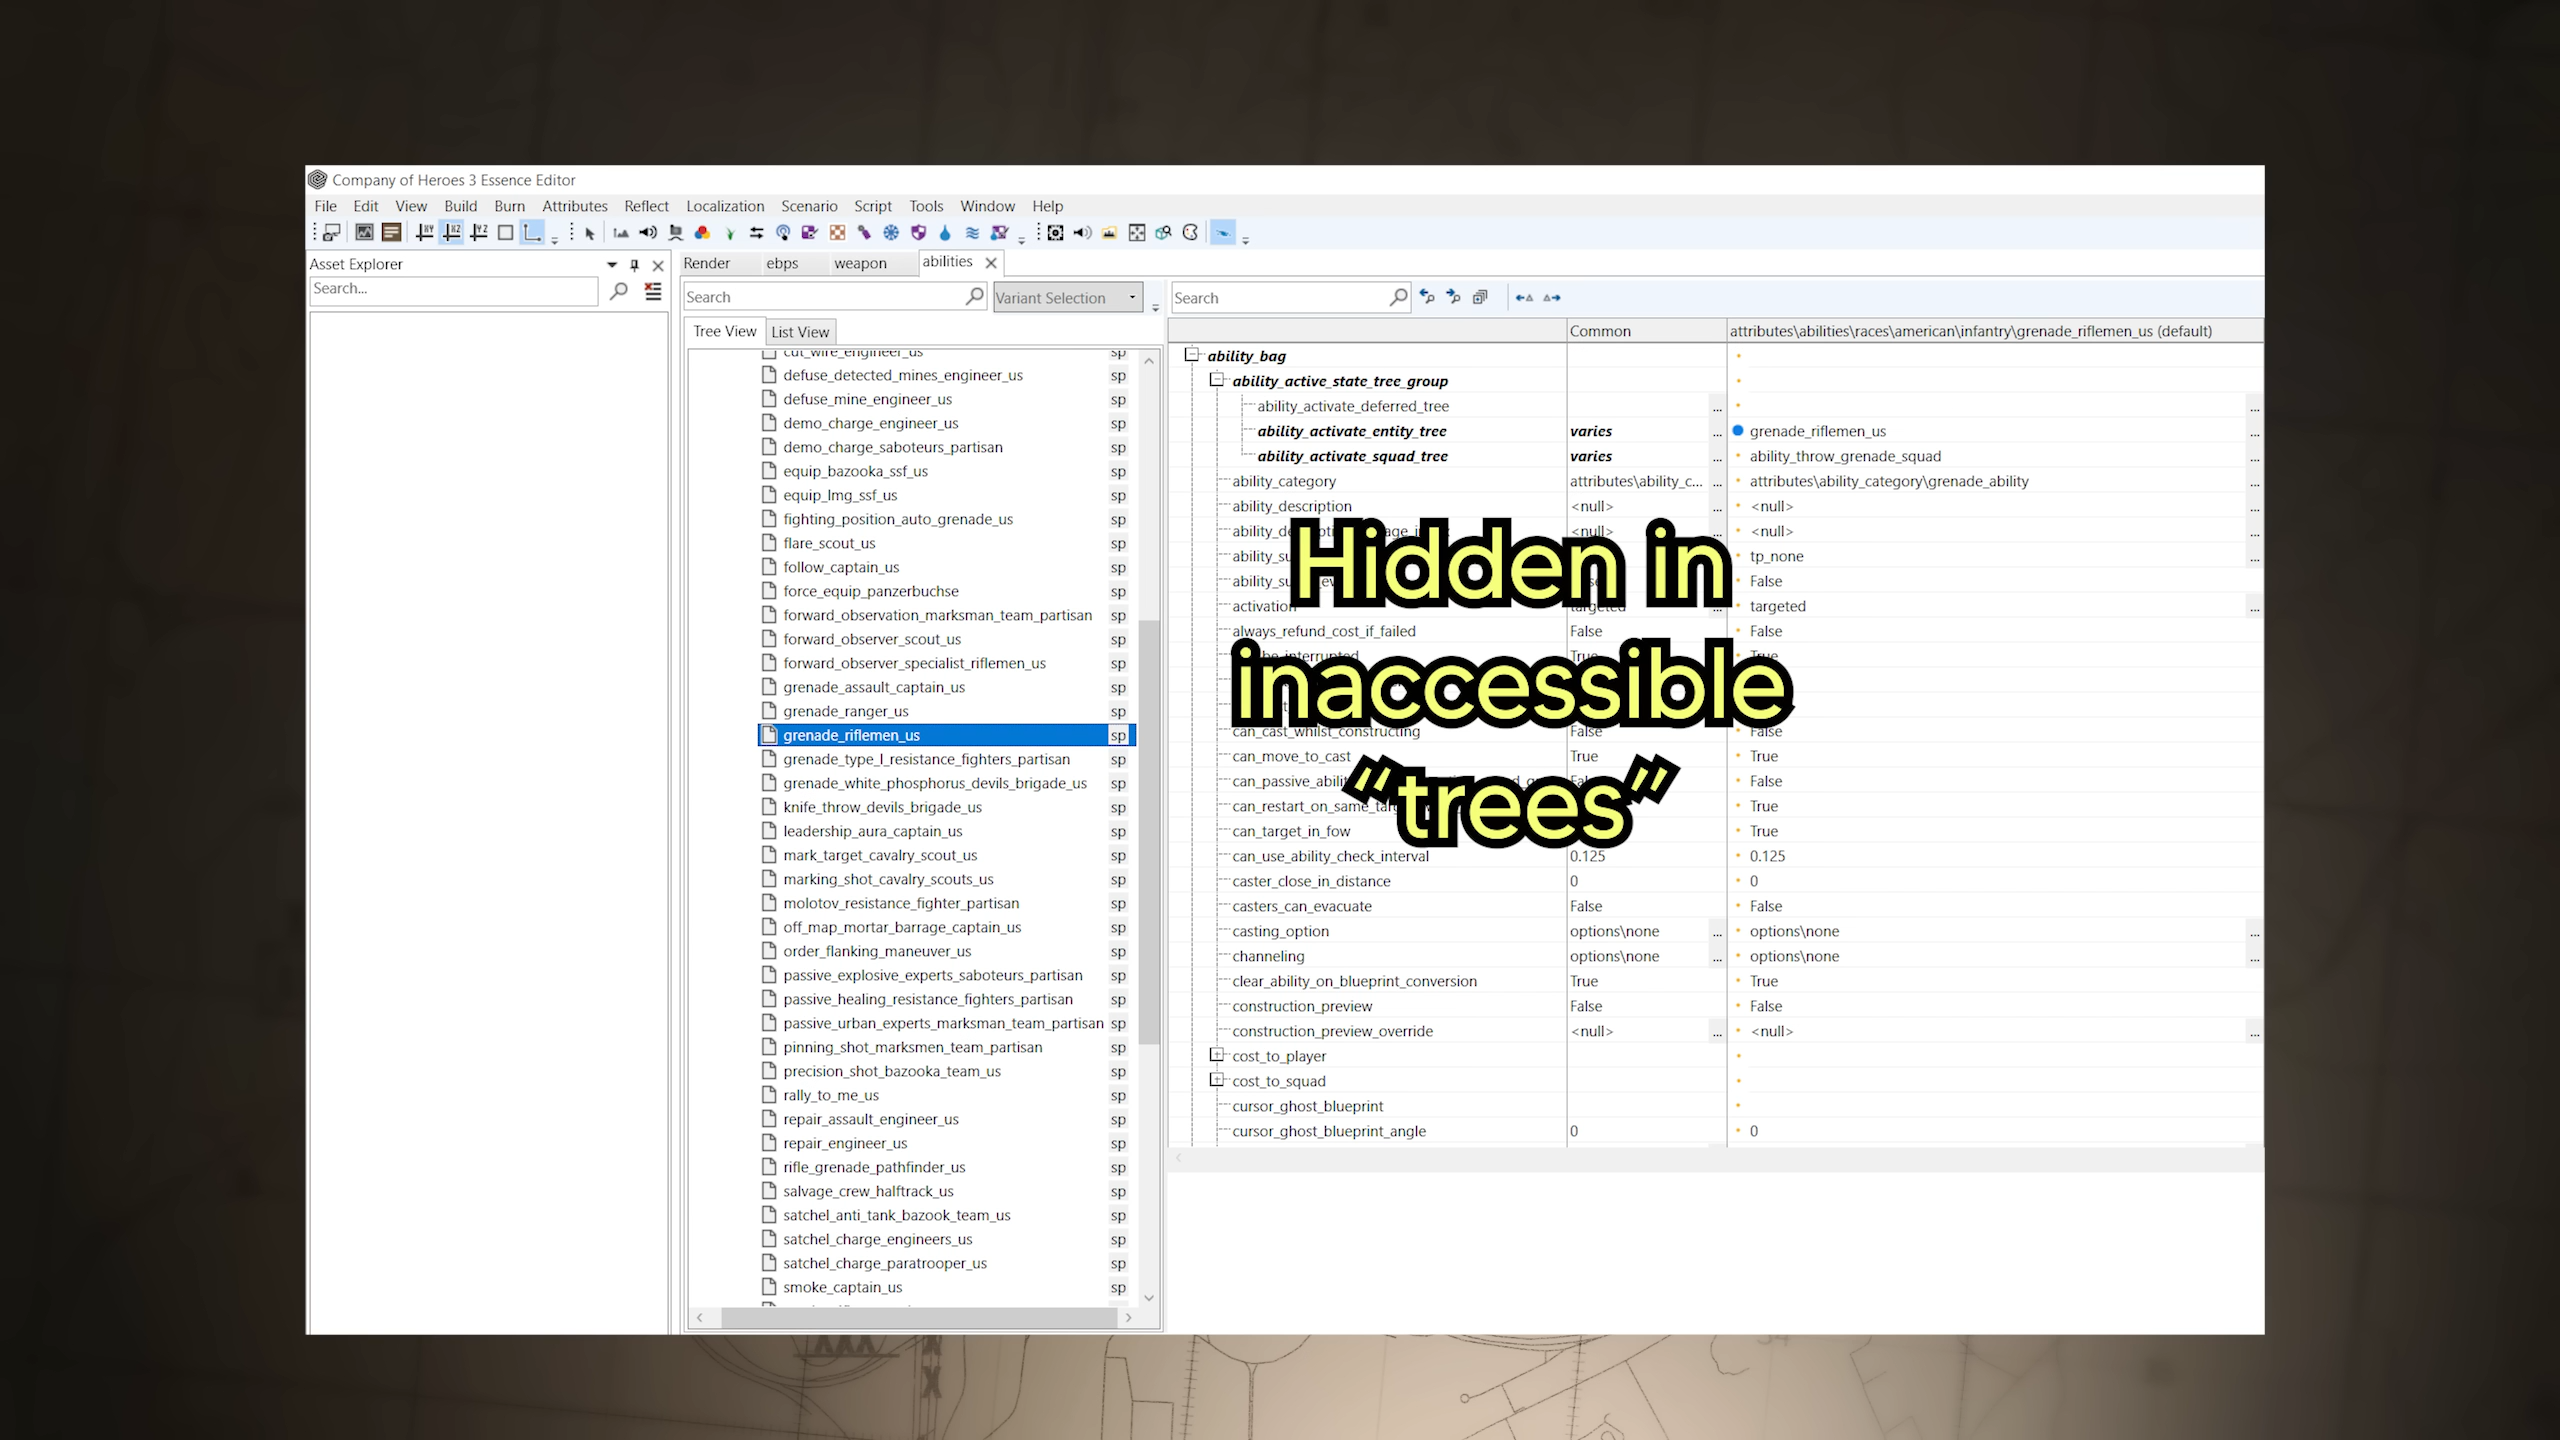 Company of Heroes 3 Essence Editor
File Edit View Build Burn Attributes Reflect Localization Scenario Script Tools Window Help
Asset Explorer
Search...
Render ebps weapon abilities
Search Variant Selection
Tree View List View
cut_wire_engineer_us sp
defuse_detected_mines_engineer_us sp
defuse_mine_engineer_us sp
demo_charge_engineer_us sp
demo_charge_saboteurs_partisan sp
equip_bazooka_ssf_us sp
equip_lmg_ssf_us sp
fighting_position_auto_grenade_us sp
flare_scout_us sp
follow_captain_us sp
force_equip_panzerbuchse sp
forward_observation_marksman_team_partisan sp
forward_observer_scout_us sp
forward_observer_specialist_riflemen_us sp
grenade_assault_captain_us sp
grenade_ranger_us sp
grenade_riflemen_us sp
grenade_type_l_resistance_fighters_partisan sp
grenade_white_phosphorus_devils_brigade_us sp
knife_throw_devils_brigade_us sp
leadership_aura_captain_us sp
mark_target_cavalry_scout_us sp
marking_shot_cavalry_scouts_us sp
molotov_resistance_fighter_partisan sp
off_map_mortar_barrage_captain_us sp
order_flanking_maneuver_us sp
passive_explosive_experts_saboteurs_partisan sp
passive_healing_resistance_fighters_partisan sp
passive_urban_experts_marksman_team_partisan sp
pinning_shot_marksmen_team_partisan sp
precision_shot_bazooka_team_us sp
rally_to_me_us sp
repair_assault_engineer_us sp
repair_engineer_us sp
rifle_grenade_pathfinder_us sp
salvage_crew_halftrack_us sp
satchel_anti_tank_bazook_team_us sp
satchel_charge_engineers_us sp
satchel_charge_paratrooper_us sp
smoke_captain_us sp
Search
Common attributes\abilities\races\american\infantry\grenade_riflemen_us (default)
ability_bag
ability_active_state_tree_group
ability_activate_deferred_tree ... ...
ability_activate_entity_tree varies ... grenade_riflemen_us ...
ability_activate_squad_tree varies ... ability_throw_grenade_squad ...
ability_category attributes\ability_c... ... attributes\ability_category\grenade_ability ...
ability_description <null> ... <null> ...
<null> ... <null> ...
tp_none ...
False
activation targeted ... targeted ...
always_refund_cost_if_failed False False
True True
can_cast_whilst_constructing False False
can_move_to_cast True True
False
True
can_target_in_fow True
can_use_ability_check_interval 0.125 0.125
caster_close_in_distance 0 0
casters_can_evacuate False False
casting_option options\none ... options\none ...
channeling options\none ... options\none ...
clear_ability_on_blueprint_conversion True True
construction_preview False False
construction_preview_override <null> ... <null> ...
cost_to_player
cost_to_squad
cursor_ghost_blueprint
cursor_ghost_blueprint_angle 0 0
Hidden in
inaccessible
“trees”
XXX
X
X